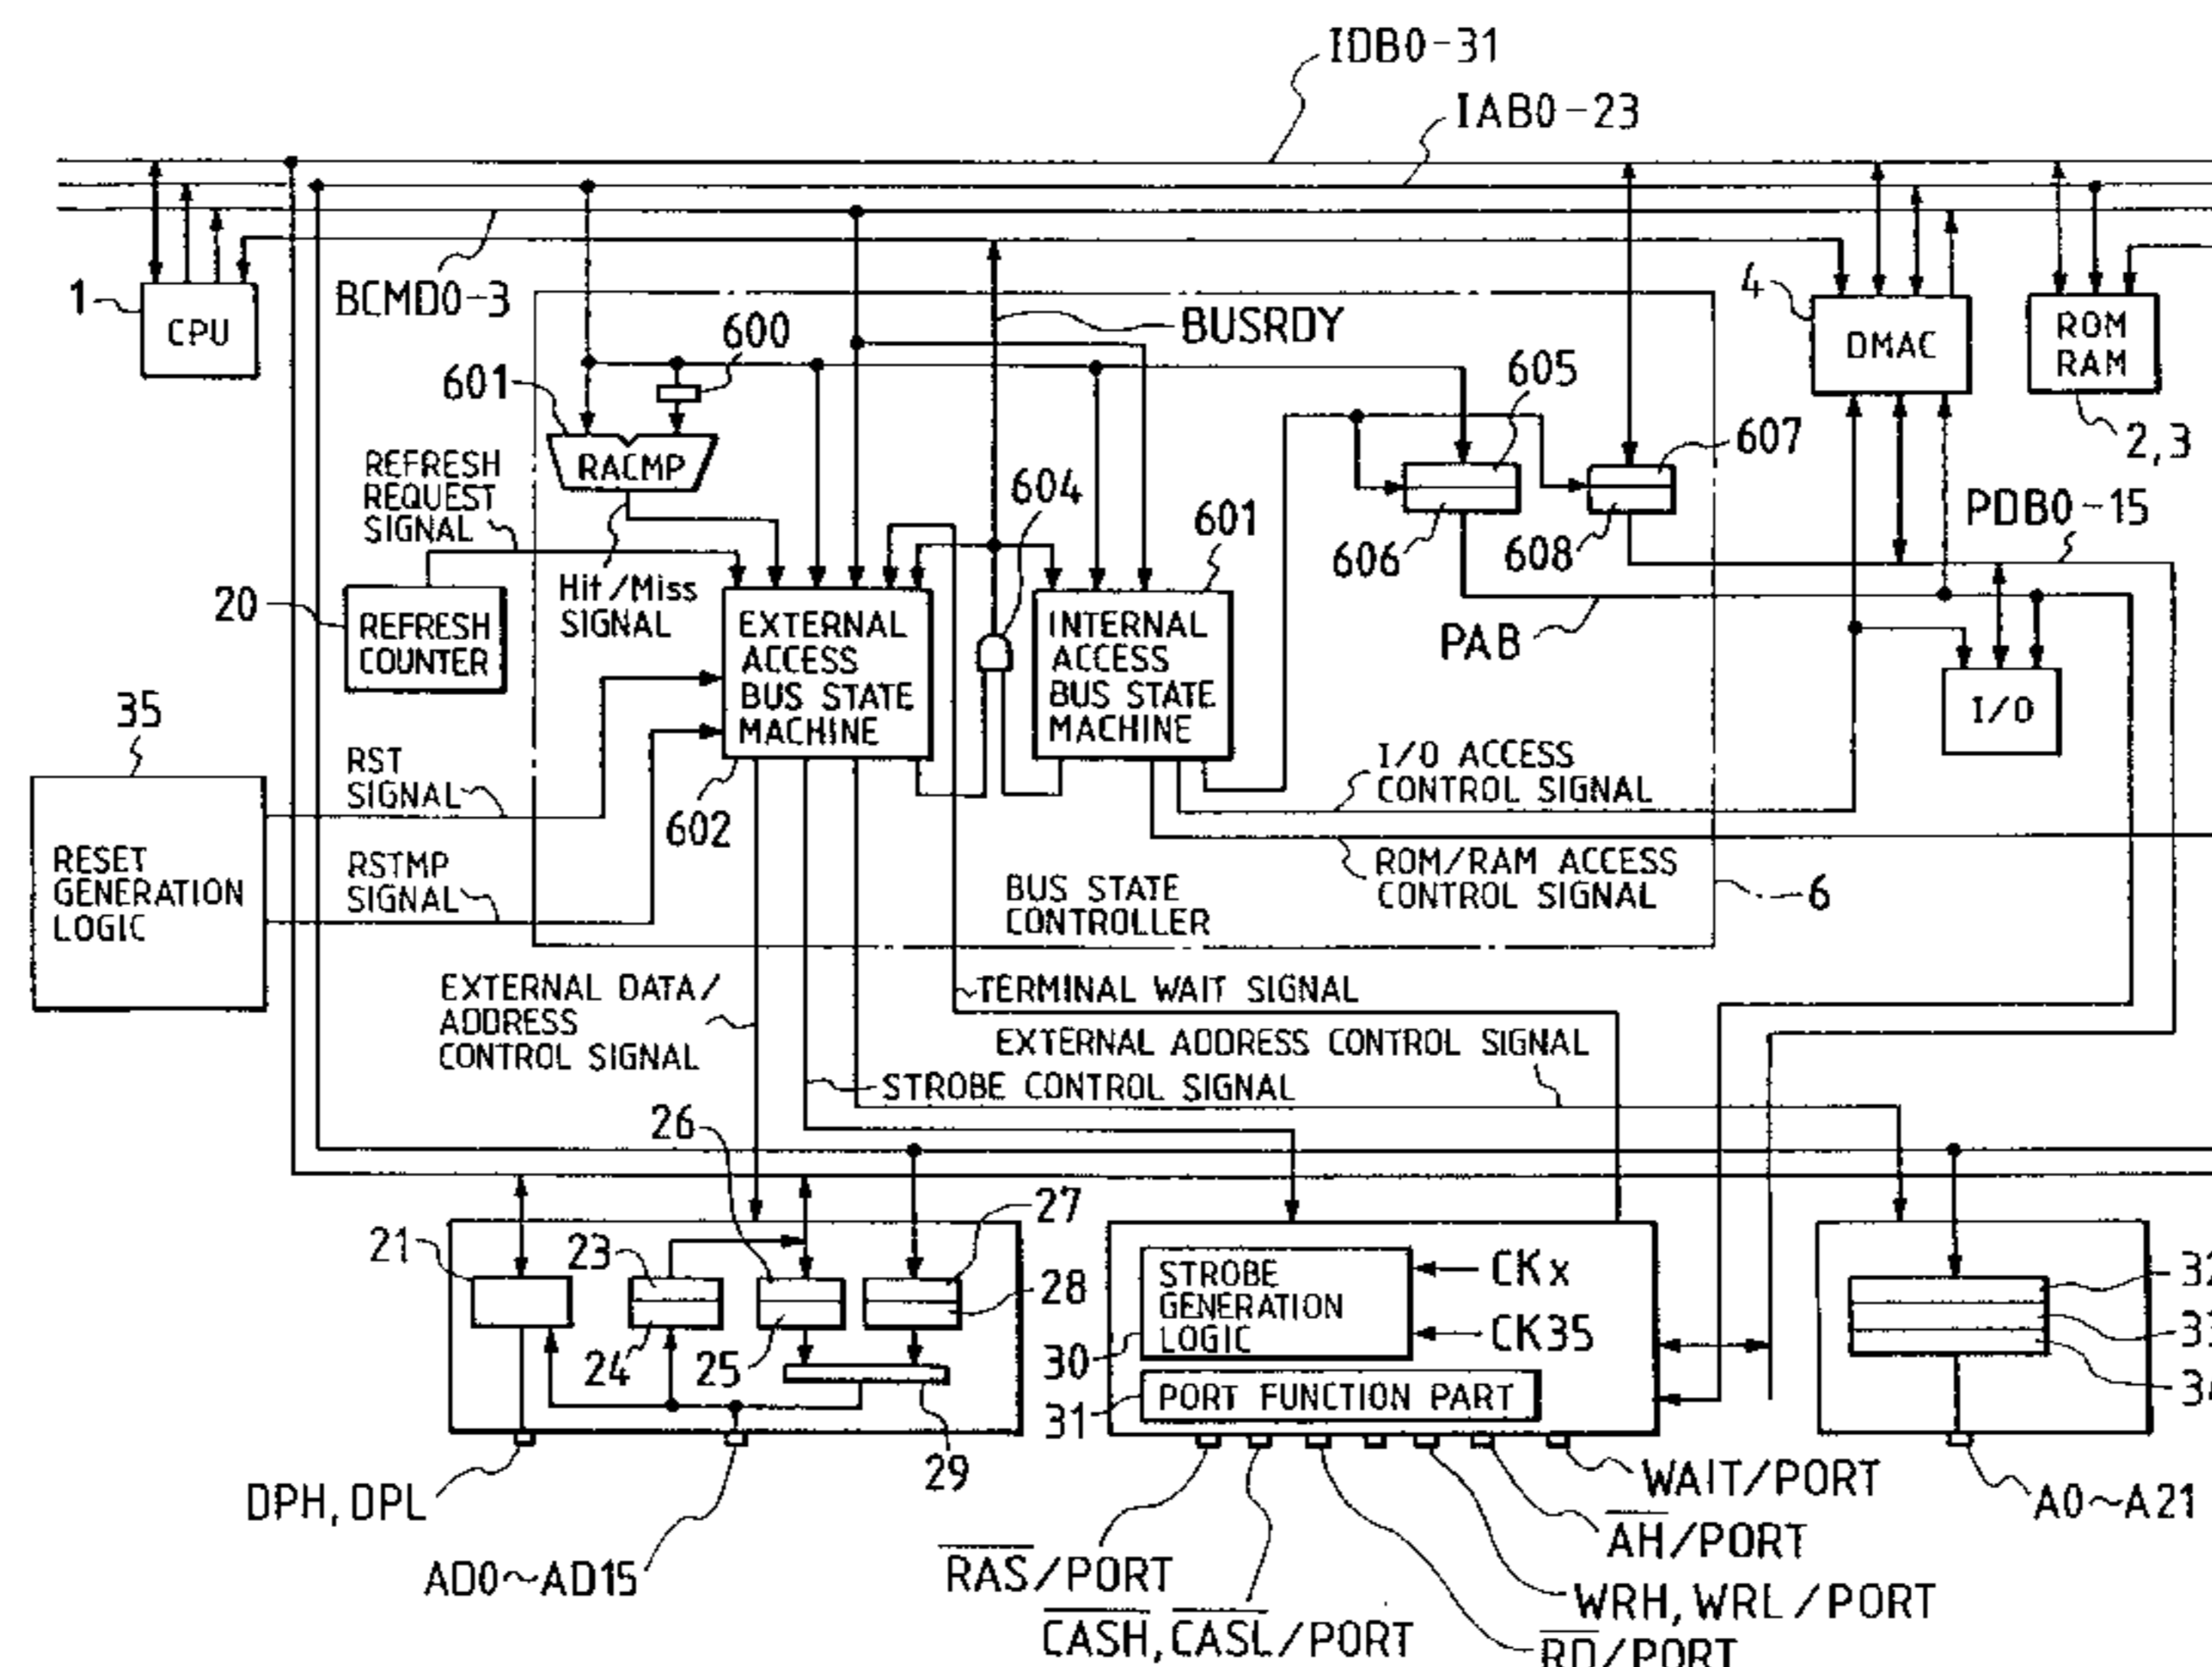 IDB0-31
IAB0-23
1
CPU
BCMD0-3
600
BUSRDY
4
DMAC
ROM
RAM
2,3
601
RACMP
605
607
REFRESH
REQUEST
SIGNAL
604
601
606
608
PDB0-15
Hit/Miss
SIGNAL
20
REFRESH
COUNTER
EXTERNAL
ACCESS
BUS STATE
MACHINE
INTERNAL
ACCESS
BUS STATE
MACHINE
PAB
I/O
35
RST
SIGNAL
602
I/O ACCESS
CONTROL SIGNAL
RESET
GENERATION
LOGIC
RSTMP
SIGNAL
BUS STATE
CONTROLLER
ROM/RAM ACCESS
CONTROL SIGNAL
6
EXTERNAL DATA/
ADDRESS
CONTROL SIGNAL
TERMINAL WAIT SIGNAL
EXTERNAL ADDRESS CONTROL SIGNAL
STROBE CONTROL SIGNAL
26
21
23
27
28
24
25
29
STROBE
GENERATION
LOGIC
CKx
CK35
30
31
PORT FUNCTION PART
32
DPH, DPL
AD0~AD15
RAS/PORT
CASH, CASL/PORT
RD/PORT
WRH, WRL/PORT
AH/PORT
WAIT/PORT
A0~A21